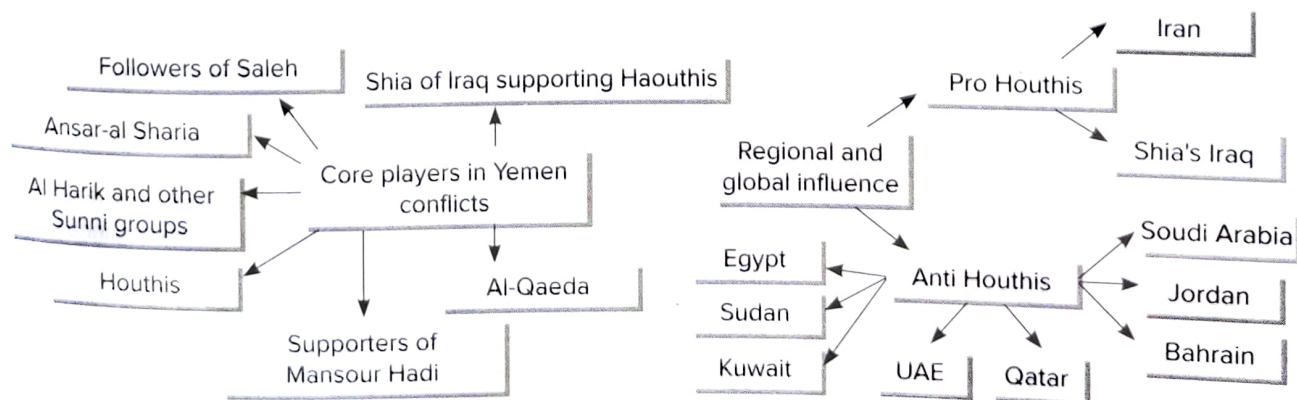 Followers of Saleh
Shia of Iraq supporting Haouthis
Ansar-al Sharia
Core players in Yemen
conflicts
Al Harik and other
Sunni groups
Houthis
Al-Qaeda
Supporters of
Mansour Hadi
Iran
Pro Houthis
Regional and
global influence
Shia's Iraq
Soudi Arabia
Egypt
Anti Houthis
Jordan
Sudan
Bahrain
Kuwait
UAE
Qatar